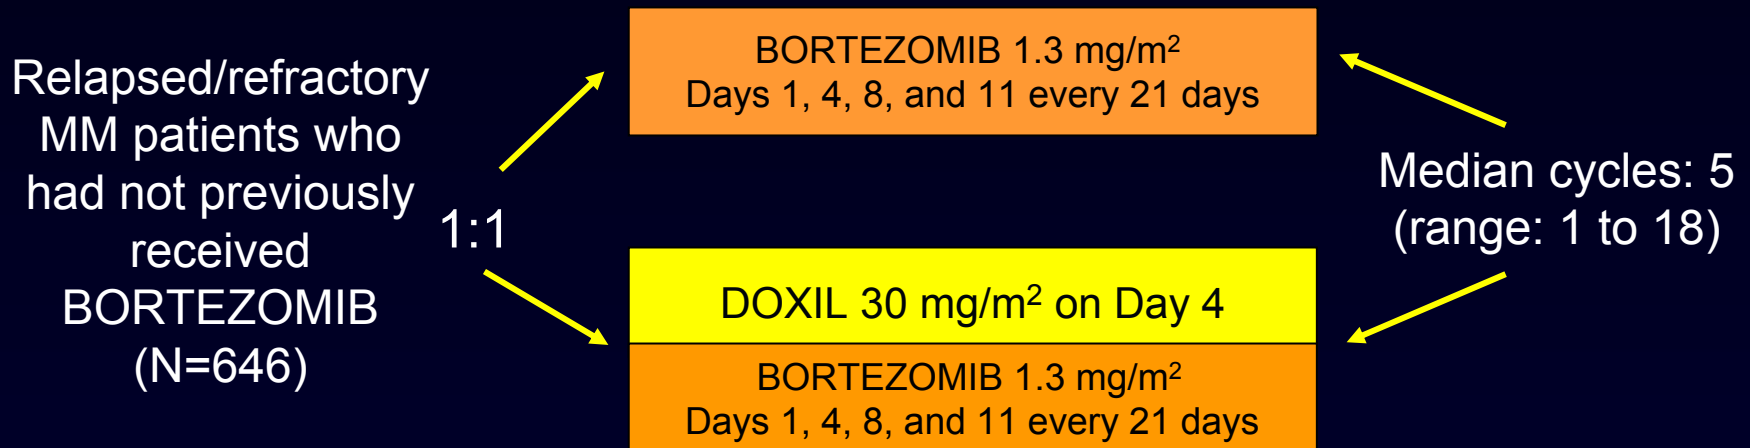 Relapsed/refractory
MM patients who
had not previously
received
BORTEZOMIB
(N=646)
1:1
BORTEZOMIB 1.3 mg/m²
Days 1, 4, 8, and 11 every 21 days
DOXIL 30 mg/m² on Day 4
BORTEZOMIB 1.3 mg/m²
Days 1, 4, 8, and 11 every 21 days
Median cycles: 5
(range: 1 to 18)